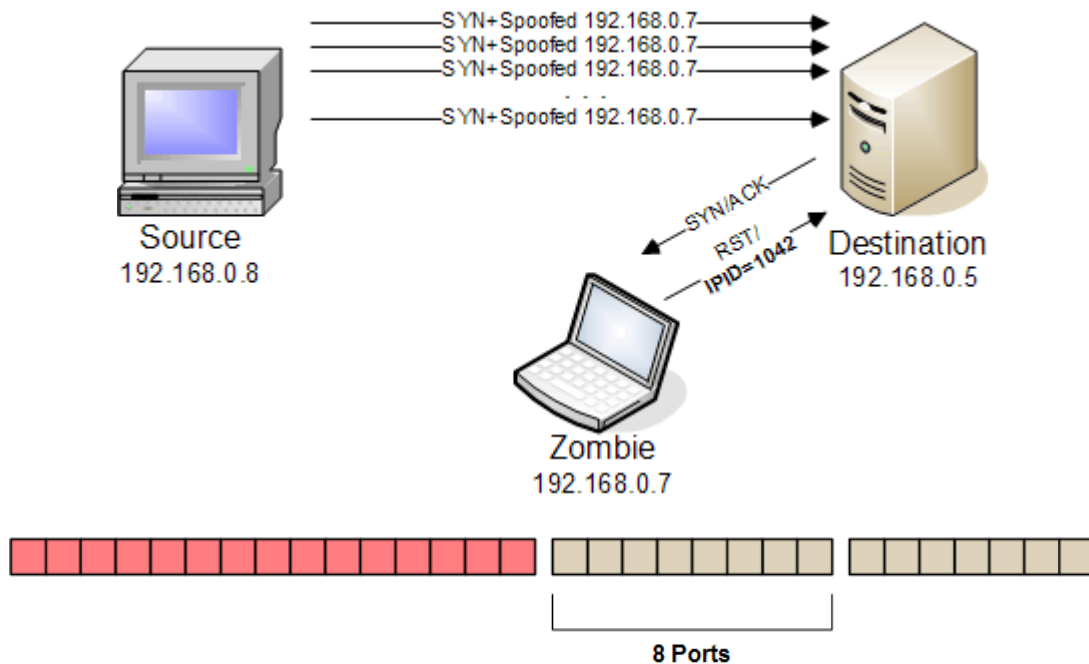 SYN+Spoofed 192.168.0.7
SYN+Spoofed 192.168.0.7
SYN+Spoofed 192.168.0.7
. . .
SYN+Spoofed 192.168.0.7
SYN/ACK
RST/
IPID=1042
Source
192.168.0.8
Destination
192.168.0.5
Zombie
192.168.0.7
8 Ports